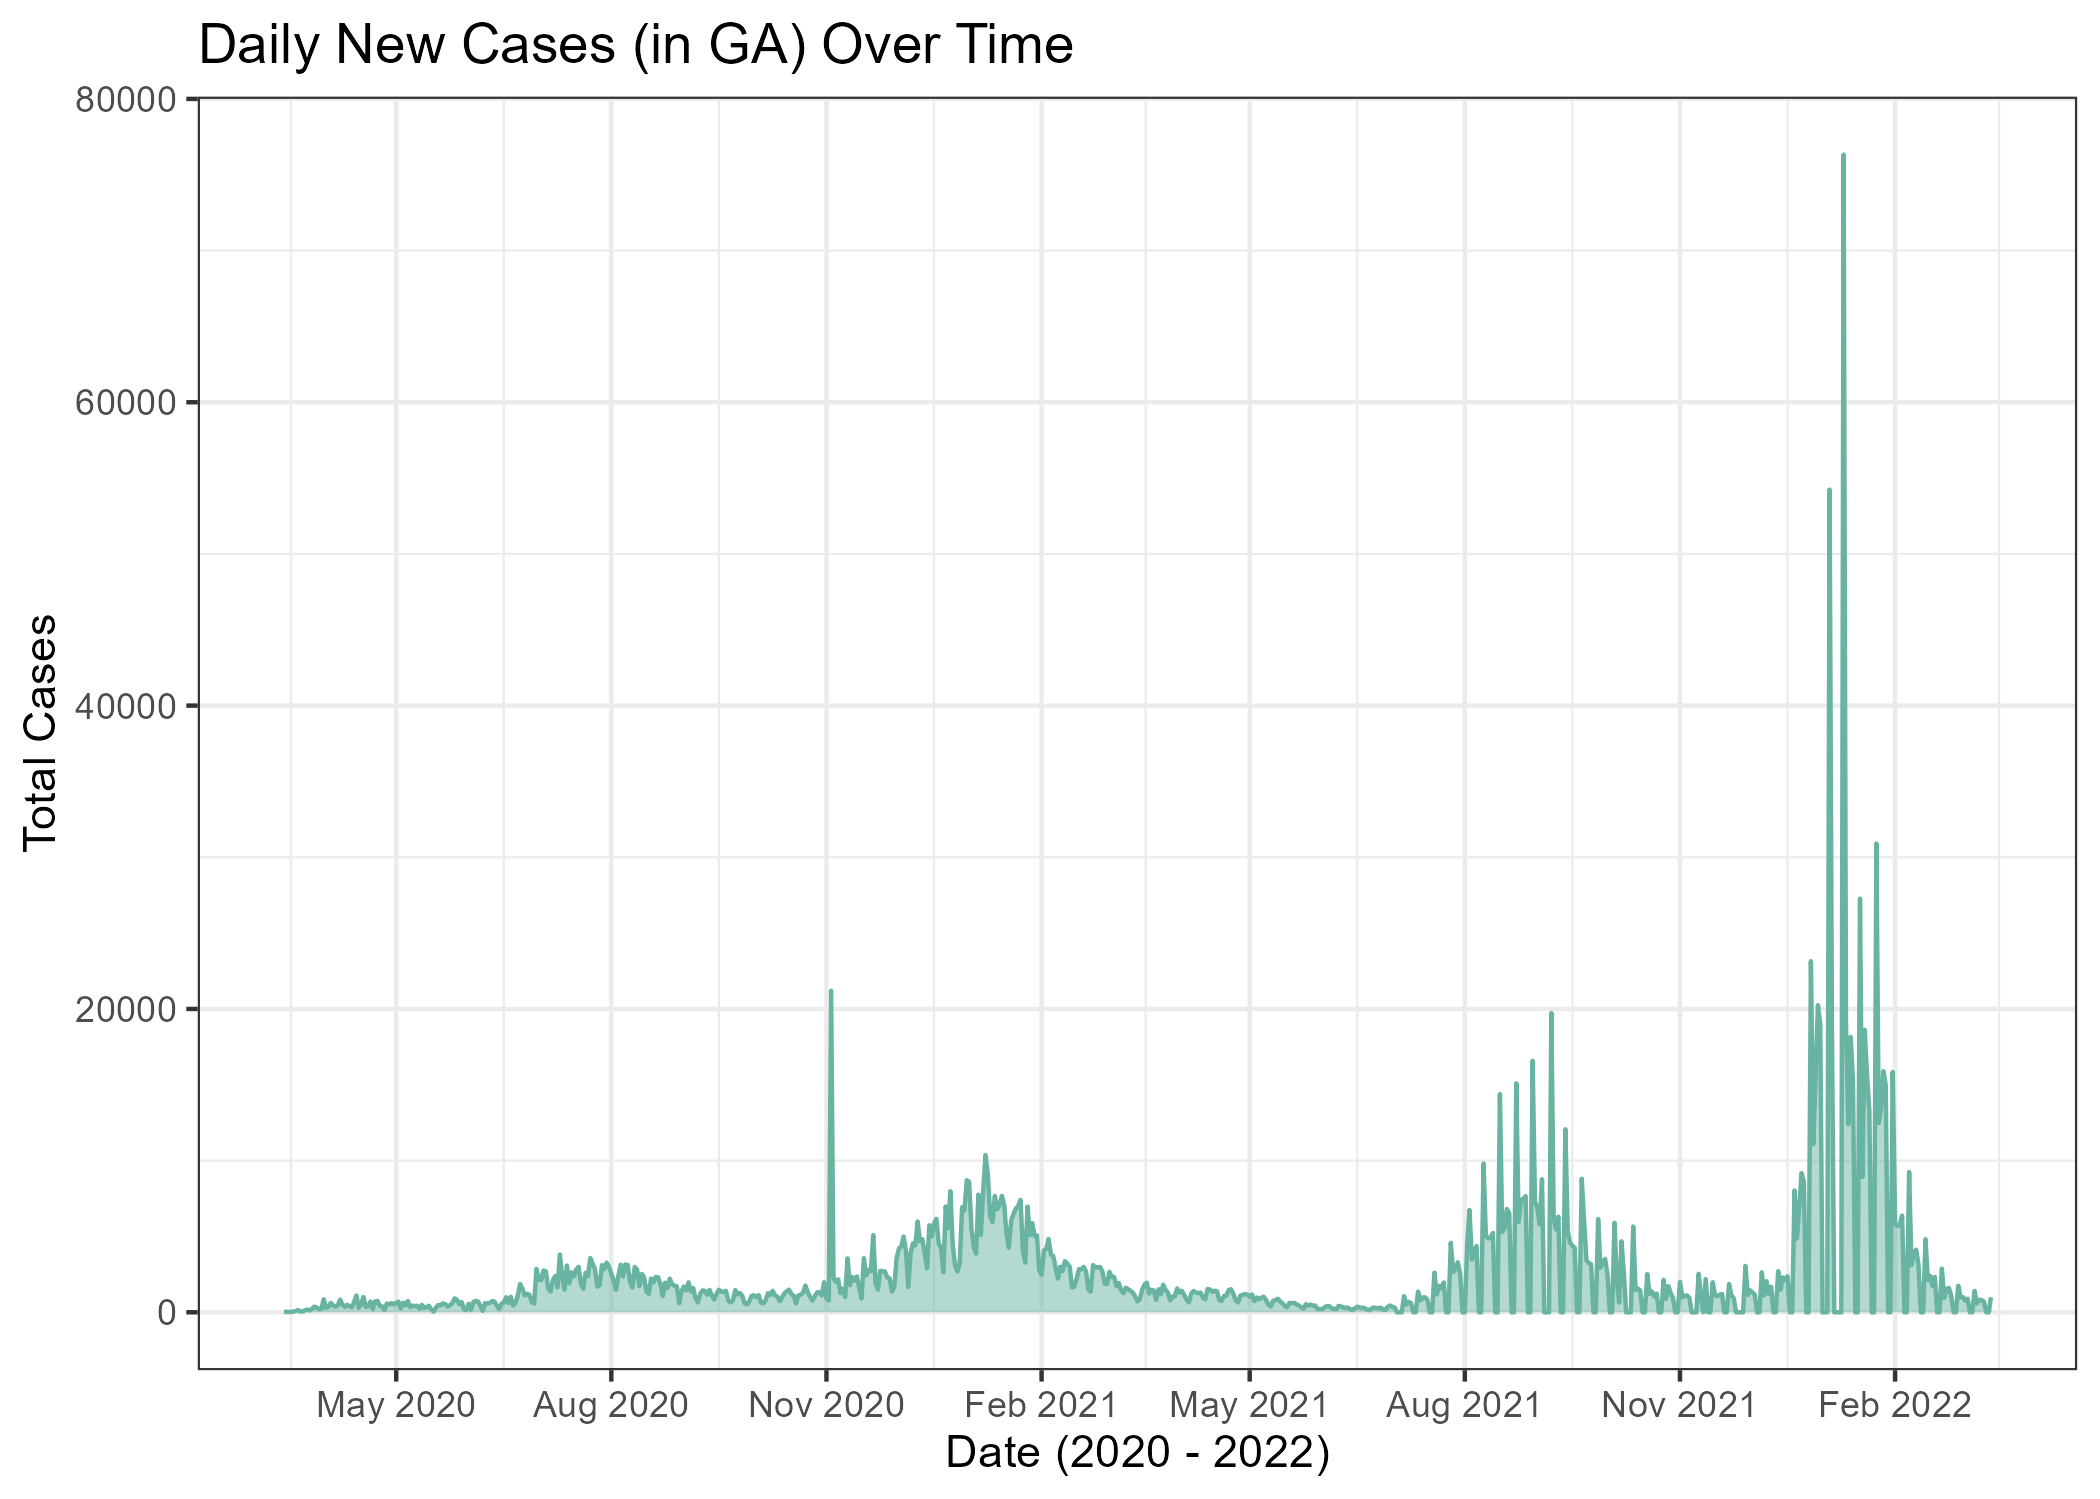 Daily New Cases (in GA) Over Time
80000
60000
40000
20000
0
Total Cases
May 2020 Aug 2020 Nov 2020 Feb 2021 May 2021 Aug 2021 Nov 2021 Feb 2022
Date (2020 - 2022)